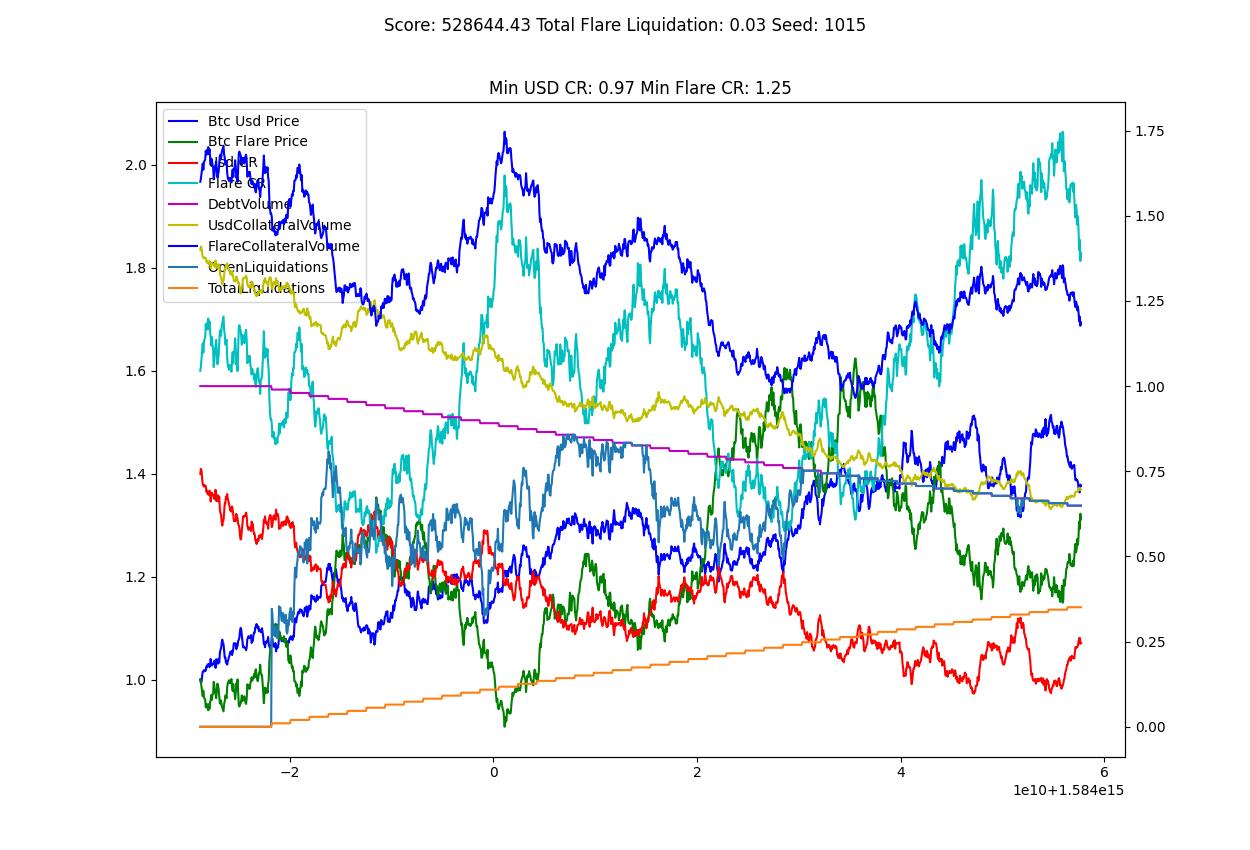 Score: 528644.43 Total Flare Liquidation: 0.03 Seed: 1015
Min USD CR: 0.97 Min Flare CR: 1.25
Btc Usd Price
Btc Flare Price
Usd CR
Flare CR
DebtVolume
UsdCollateralVolume
FlareCollateralVolume
OpenLiquidations
TotalLiquidations
2.0
1.8
1.6
1.4
1.2
1.0
1.75
1.50
1.25
1.00
0.75
0.50
0.25
0.00
−2 0 2 4 6
1e10+1.584e15